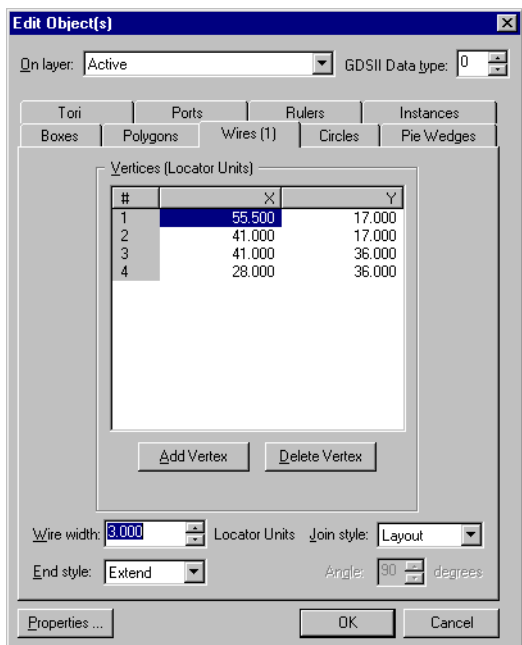 Edit Object(s)
On layer: Active GDSII Data type: 0
Tori Ports Rulers Instances
Boxes Polygons Wires (1) Circles Pie Wedges
Vertices (Locator Units)
# X Y
1 55.500 17.000
2 41.000 17.000
3 41.000 36.000
4 28.000 36.000
Add Vertex Delete Vertex
Wire width: 3.000 Locator Units Join style: Layout
End style: Extend Angle: 90 degrees
Properties ... OK Cancel